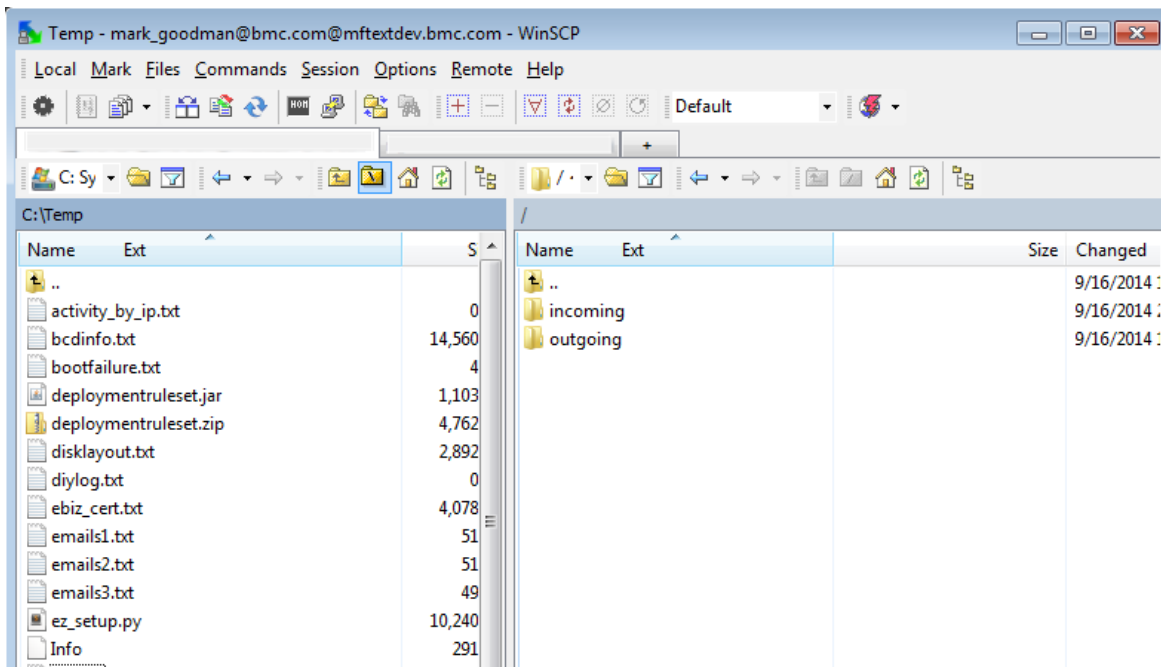 Temp - mark_goodman@bmc.com@mftextdev.bmc.com - WinSCP
Local Mark Files Commands Session Options Remote Help
Default
+
C: Sy
/
C:\Temp
/
Name Ext S
Name Ext Size Changed
..
.. 9/16/2014
activity_by_ip.txt 0
incoming 9/16/2014
bcdinfo.txt 14,560
outgoing 9/16/2014
bootfailure.txt 4
deploymentruleset.jar 1,103
deploymentruleset.zip 4,762
disklayout.txt 2,892
diylog.txt 0
ebiz_cert.txt 4,078
emails1.txt 51
emails2.txt 51
emails3.txt 49
ez_setup.py 10,240
Info 291